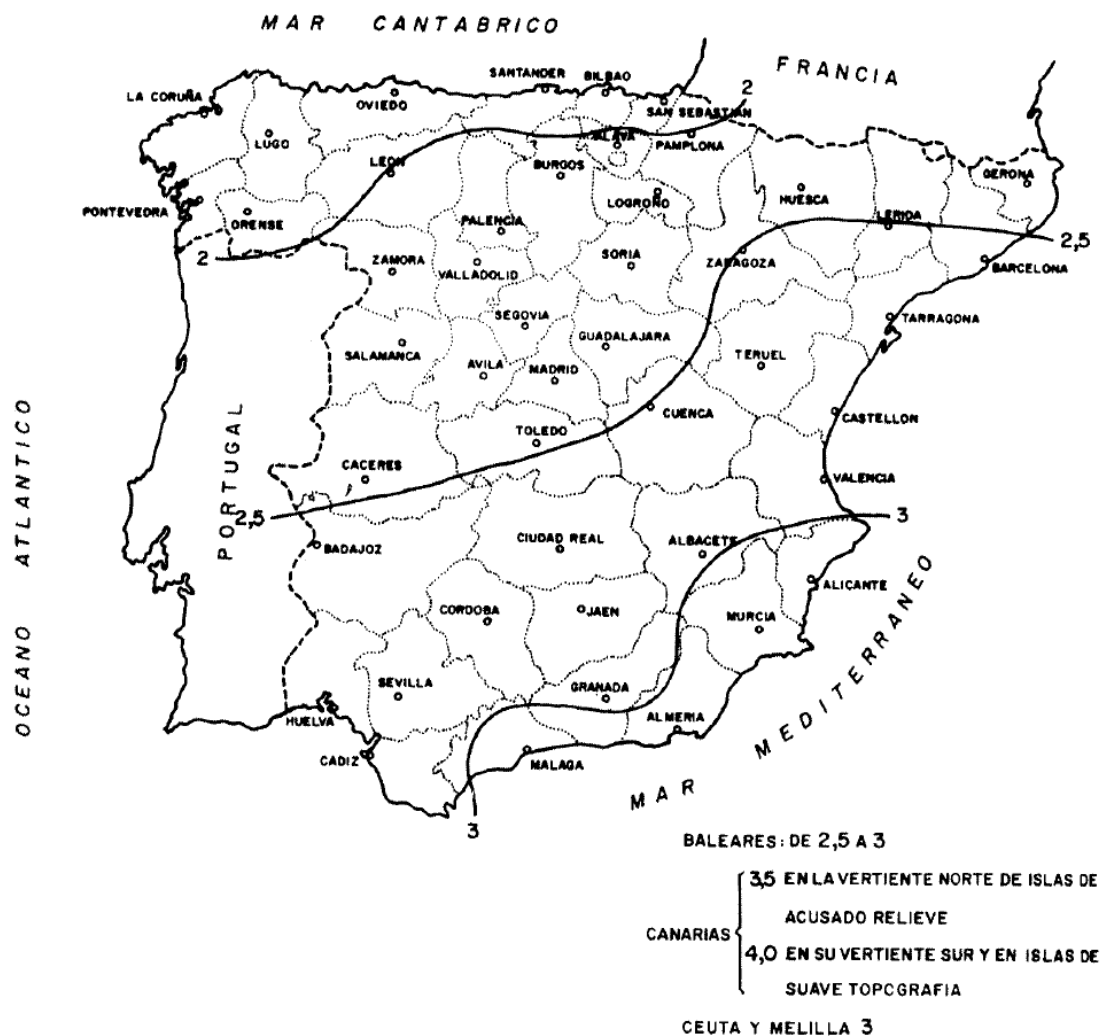 MAR CANTABRICO
FRANCIA
SANTANDER
BILBAO
2
LA CORUÑA
OVIEDO
SAN SEBASTIAN
LUGO
ALAVA
PAMPLONA
LEON
BURGOS
GERONA
HUESCA
PONTEVEDRA
LOGROÑO
ORENSE
PALENCIA
LERIDA
2,5
2
ZAMORA
VALLADOLID
SORIA
ZARAGOZA
BARCELONA
SEGOVIA
TARRAGONA
SALAMANCA
GUADALAJARA
AVILA
MADRID
TERUEL
CUENCA
CASTELLON
TOLEDO
PORTUGAL
OCEANO ATLANTICO
CACERES
VALENCIA
2,5
3
BADAJOZ
CIUDAD REAL
ALBACETE
ALICANTE
CORDOBA
JAEN
MURCIA
SEVILLA
GRANADA
HUELVA
ALMERIA
CADIZ
MALAGA
MAR MEDITERRANEO
3
BALEARES: DE 2,5 A 3
CANARIAS
3,5 EN LA VERTIENTE NORTE DE ISLAS DE
ACUSADO RELIEVE
4,0 EN SU VERTIENTE SUR Y EN ISLAS DE
SUAVE TOPOGRAFIA
CEUTA Y MELILLA 3